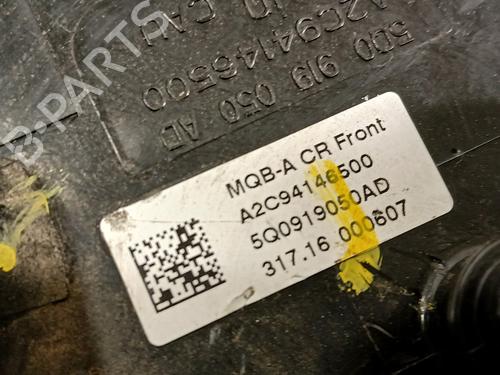 B-PARTS
A2C94146500
5Q0 919 050 AD
MQB-A CR Front
A2C94146500
5Q0919050AD
317.16 000607